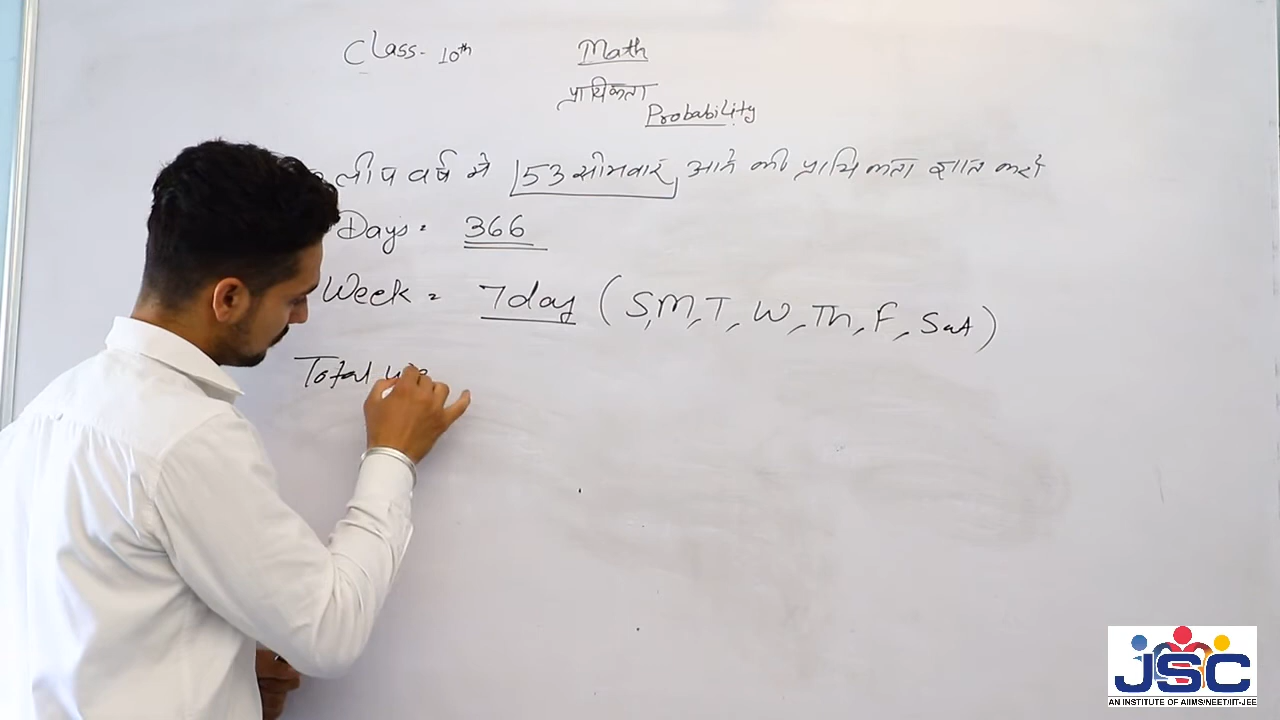 Class- 10th Math
प्रायिकता
Probability
लीप वर्ष मे 53 सोमवार आने की प्रायिकता ज्ञात करो
Days = 366
Week = 7day (S, M, T, W, Th, F, Sat)
Total
JSC
AN INSTITUTE OF AIIMS/NEET/IIT-JEE